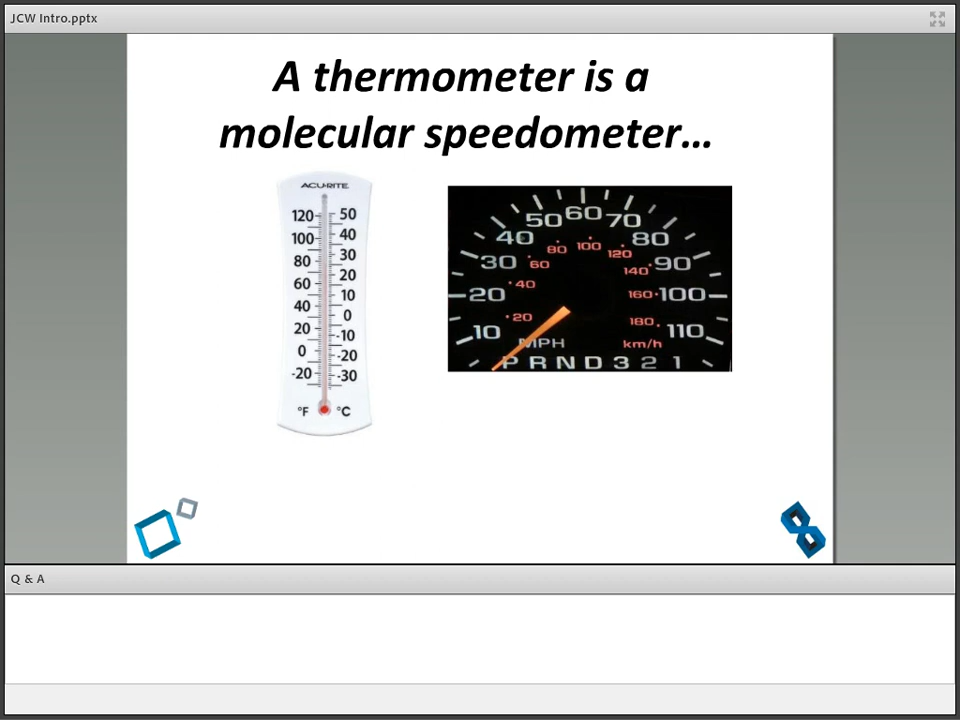 JCW Intro.pptx
A thermometer is a
molecular speedometer…
ACU-RITE
120 50
100 40
80 30
60 20
40 10
20 0
0 -10
-20 -20
-30
°F °C
10 20 30 40 50 60 70 80 90 100 110
20 40 60 80 100 120 140 160 180
MPH km/h
P R N D 3 2 1
Q & A